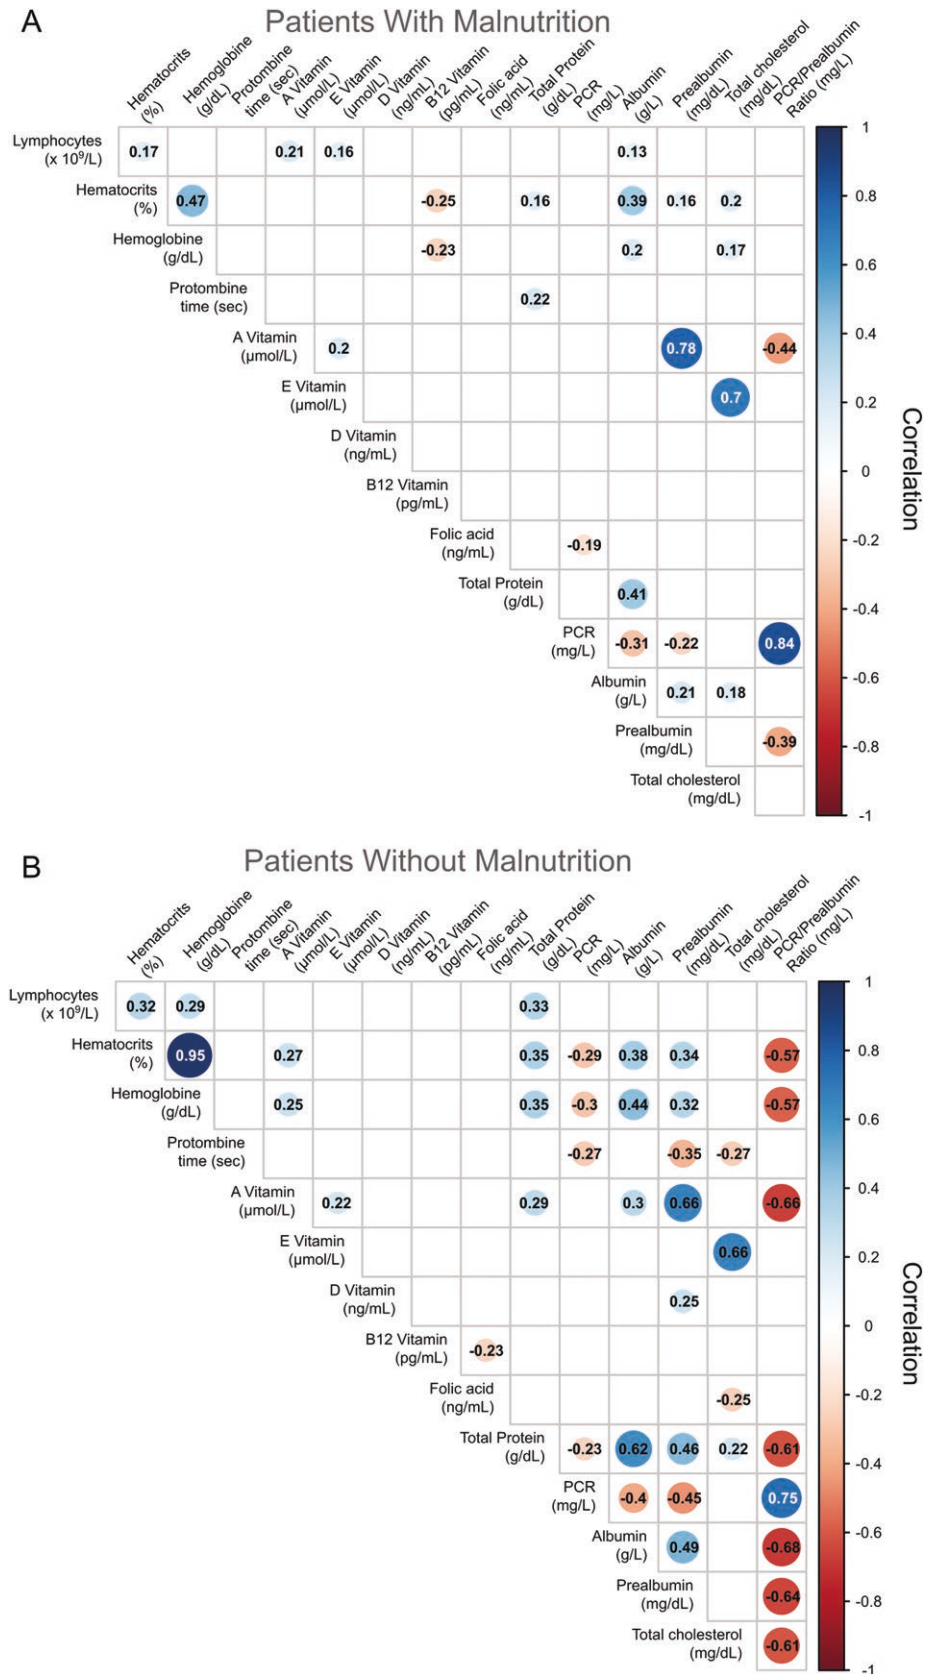 A
Patients With Malnutrition
Hematocrits
(%)
Hemoglobine
(g/dL)
Protombine
time (sec)
A Vitamin
(µmol/L)
E Vitamin
(µmol/L)
D Vitamin
(ng/mL)
B12 Vitamin
(pg/mL)
Folic acid
(ng/mL)
Total Protein
(g/dL)
PCR
(mg/L)
Albumin
(g/L)
Prealbumin
(mg/dL)
Total cholesterol
(mg/dL)
PCR/Prealbumin
Ratio (mg/L)
Lymphocytes
(x 10⁹/L)
0.17 0.21 0.16 0.13
Hematocrits
(%)
0.47 -0.25 0.16 0.39 0.16 0.2
Hemoglobine
(g/dL)
-0.23 0.2 0.17
Protombine
time (sec)
0.22
A Vitamin
(µmol/L)
0.2 0.78 -0.44
E Vitamin
(µmol/L)
0.7
D Vitamin
(ng/mL)
B12 Vitamin
(pg/mL)
Folic acid
(ng/mL)
-0.19
Total Protein
(g/dL)
0.41
PCR
(mg/L)
-0.31 -0.22 0.84
Albumin
(g/L)
0.21 0.18
Prealbumin
(mg/dL)
-0.39
Total cholesterol
(mg/dL)
1
0.8
0.6
0.4
0.2
0
-0.2
-0.4
-0.6
-0.8
-1
Correlation
B
Patients Without Malnutrition
Hematocrits
(%)
Hemoglobine
(g/dL)
Protombine
time (sec)
A Vitamin
(µmol/L)
E Vitamin
(µmol/L)
D Vitamin
(ng/mL)
B12 Vitamin
(pg/mL)
Folic acid
(ng/mL)
Total Protein
(g/dL)
PCR
(mg/L)
Albumin
(g/L)
Prealbumin
(mg/dL)
Total cholesterol
(mg/dL)
PCR/Prealbumin
Ratio (mg/L)
Lymphocytes
(x 10⁹/L)
0.32 0.29 0.33
Hematocrits
(%)
0.95 0.27 0.35 -0.29 0.38 0.34 -0.57
Hemoglobine
(g/dL)
0.25 0.35 -0.3 0.44 0.32 -0.57
Protombine
time (sec)
-0.27 -0.35 -0.27
A Vitamin
(µmol/L)
0.22 0.29 0.3 0.66 -0.66
E Vitamin
(µmol/L)
0.66
D Vitamin
(ng/mL)
0.25
B12 Vitamin
(pg/mL)
-0.23
Folic acid
(ng/mL)
-0.25
Total Protein
(g/dL)
-0.23 0.62 0.46 0.22 -0.61
PCR
(mg/L)
-0.4 -0.45 0.75
Albumin
(g/L)
0.49 -0.68
Prealbumin
(mg/dL)
-0.64
Total cholesterol
(mg/dL)
-0.61
1
0.8
0.6
0.4
0.2
0
-0.2
-0.4
-0.6
-0.8
-1
Correlation